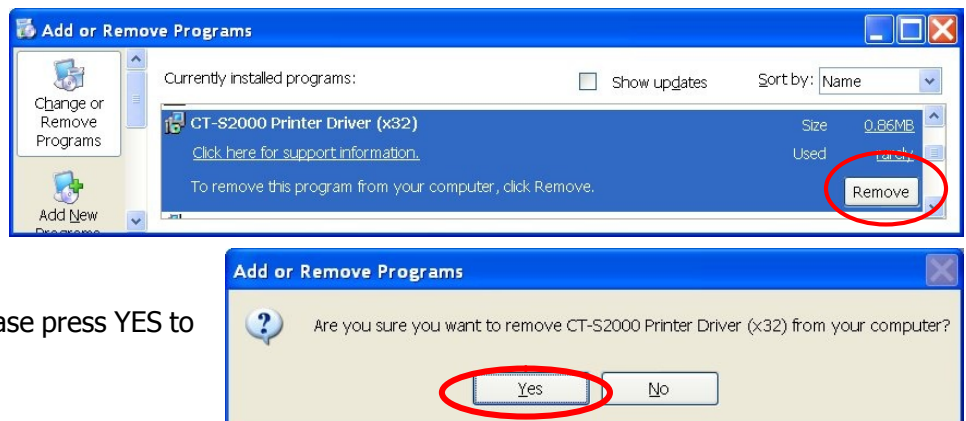 Add or Remove Programs
Change or
Remove
Programs
Add New
Programs
Currently installed programs:
Show updates
Sort by: Name
CT-S2000 Printer Driver (x32)
Size 0.86MB
Click here for support information.
Used rarely
To remove this program from your computer, click Remove.
Remove
Add or Remove Programs
press YES to
Are you sure you want to remove CT-S2000 Printer Driver (x32) from your computer?
Yes
No